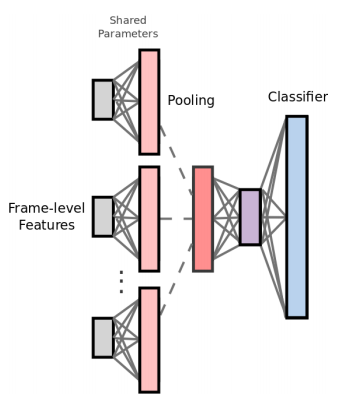 Shared
Parameters
Pooling
Classifier
Frame-level
Features